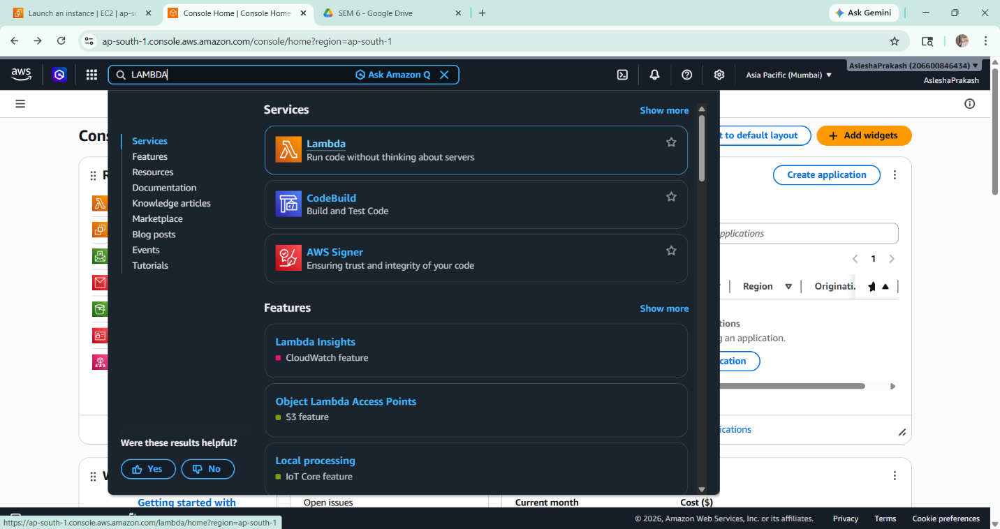 Launch an instance | EC2 | ap-sc
Console Home | Console Home
SEM 6 - Google Drive
Ask Gemini
ap-south-1.console.aws.amazon.com/console/home?region=ap-south-1
aws
LAMBDA
Ask Amazon Q
Asia Pacific (Mumbai)
AsleshaPrakash (206600846434)
AsleshaPrakash
Services
Show more
Cons
t to default layout
Add widgets
Services
Features
Resources
Documentation
Knowledge articles
Marketplace
Blog posts
Events
Tutorials
Lambda
Run code without thinking about servers
CodeBuild
Build and Test Code
AWS Signer
Ensuring trust and integrity of your code
Create application
pplications
1
Region
Originati.
Features
Show more
tions
g an application.
cation
Lambda Insights
CloudWatch feature
Object Lambda Access Points
S3 feature
ications
Local processing
IoT Core feature
Were these results helpful?
Yes
No
Getting started with
Open issues
Current month
Cost ($)
https://ap-south-1.console.aws.amazon.com/lambda/home?region=ap-south-1
© 2026, Amazon Web Services, Inc. or its affiliates.
Privacy
Terms
Cookie preferences